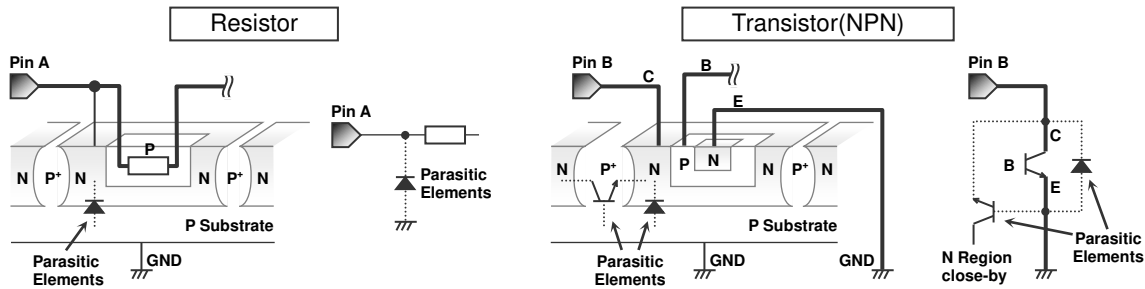 Resistor
Transistor(NPN)
Pin A
P
N
P+
N
N
P+
N
P Substrate
Parasitic
Elements
GND
Pin A
Parasitic
Elements
Pin B
C
B
E
N
P+
N
P
N
N
P+
N
P Substrate
Parasitic
Elements
GND
GND
Pin B
C
B
E
Parasitic
Elements
N Region
close-by